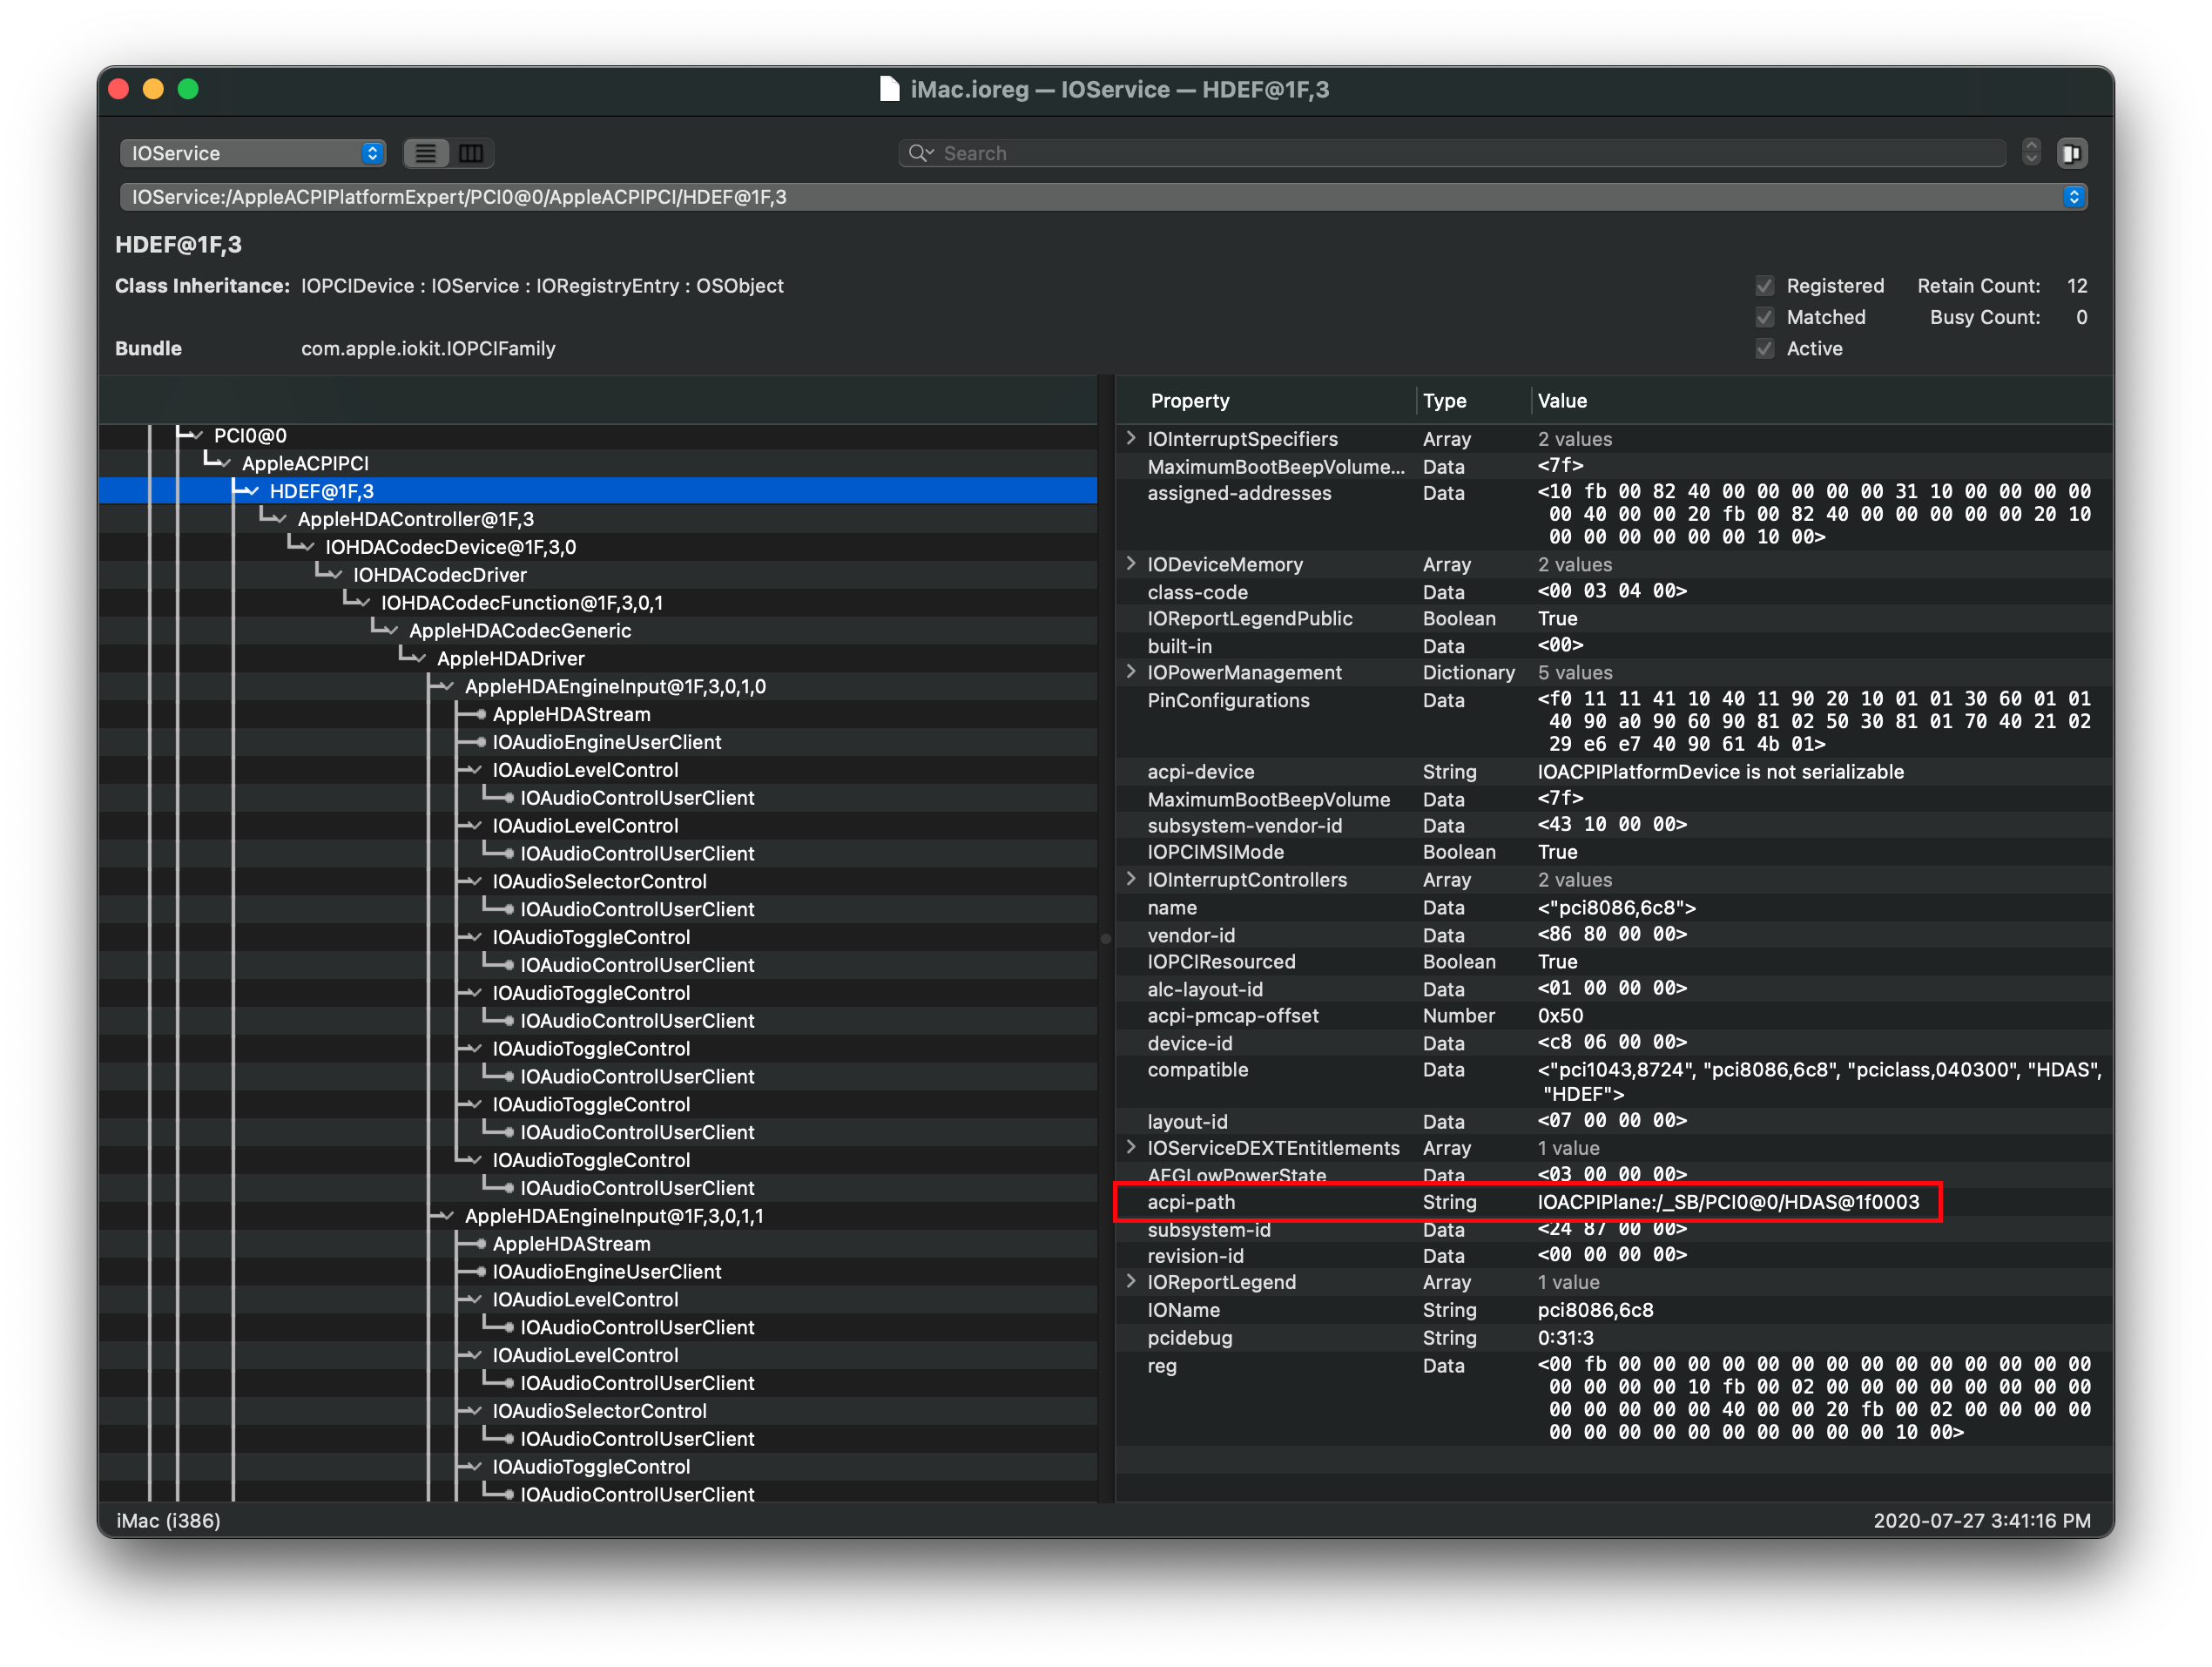 iMac.ioreg — IOService — HDEF@1F,3
IOService
Search
IOService:/AppleACPIPlatformExpert/PCI0@0/AppleACPIPCI/HDEF@1F,3
HDEF@1F,3
Class Inheritance: IOPCIDevice : IOService : IORegistryEntry : OSObject
Registered Retain Count: 12
Matched Busy Count: 0
Bundle com.apple.iokit.IOPCIFamily
Active
PCI0@0
AppleACPIPCI
HDEF@1F,3
AppleHDAController@1F,3
IOHDACodecDevice@1F,3,0
IOHDACodecDriver
IOHDACodecFunction@1F,3,0,1
AppleHDACodecGeneric
AppleHDADriver
AppleHDAEngineInput@1F,3,0,1,0
AppleHDAStream
IOAudioEngineUserClient
IOAudioLevelControl
IOAudioControlUserClient
IOAudioLevelControl
IOAudioControlUserClient
IOAudioSelectorControl
IOAudioControlUserClient
IOAudioToggleControl
IOAudioControlUserClient
IOAudioToggleControl
IOAudioControlUserClient
IOAudioToggleControl
IOAudioControlUserClient
IOAudioToggleControl
IOAudioControlUserClient
IOAudioToggleControl
IOAudioControlUserClient
AppleHDAEngineInput@1F,3,0,1,1
AppleHDAStream
IOAudioEngineUserClient
IOAudioLevelControl
IOAudioControlUserClient
IOAudioLevelControl
IOAudioControlUserClient
IOAudioSelectorControl
IOAudioControlUserClient
IOAudioToggleControl
IOAudioControlUserClient
Property Type Value
IOInterruptSpecifiers Array 2 values
MaximumBootBeepVolume... Data <7f>
assigned-addresses Data <10 fb 00 82 40 00 00 00 00 00 31 10 00 00 00 00
00 40 00 00 20 fb 00 82 40 00 00 00 00 00 20 10
00 00 00 00 00 00 10 00>
IODeviceMemory Array 2 values
class-code Data <00 03 04 00>
IOReportLegendPublic Boolean True
built-in Data <00>
IOPowerManagement Dictionary 5 values
PinConfigurations Data <f0 11 11 41 10 40 11 90 20 10 01 01 30 60 01 01
40 90 a0 90 60 90 81 02 50 30 81 01 70 40 21 02
29 e6 e7 40 90 61 4b 01>
acpi-device String IOACPIPlatformDevice is not serializable
MaximumBootBeepVolume Data <7f>
subsystem-vendor-id Data <43 10 00 00>
IOPCIMSIMode Boolean True
IOInterruptControllers Array 2 values
name Data <"pci8086,6c8">
vendor-id Data <86 80 00 00>
IOPCIResourced Boolean True
alc-layout-id Data <01 00 00 00>
acpi-pmcap-offset Number 0x50
device-id Data <c8 06 00 00>
compatible Data <"pci1043,8724", "pci8086,6c8", "pciclass,040300", "HDAS",
"HDEF">
layout-id Data <07 00 00 00>
IOServiceDEXTEntitlements Array 1 value
AFGLowPowerState Data <03 00 00 00>
acpi-path String IOACPIPlane:/_SB/PCI0@0/HDAS@1f0003
subsystem-id Data <24 87 00 00>
revision-id Data <00 00 00 00>
IOReportLegend Array 1 value
IOName String pci8086,6c8
pcidebug String 0:31:3
reg Data <00 fb 00 00 00 00 00 00 00 00 00 00 00 00 00 00
00 00 00 00 10 fb 00 02 00 00 00 00 00 00 00 00
00 00 00 00 00 40 00 00 20 fb 00 02 00 00 00 00
00 00 00 00 00 00 00 00 00 00 10 00>
iMac (i386)
2020-07-27 3:41:16 PM